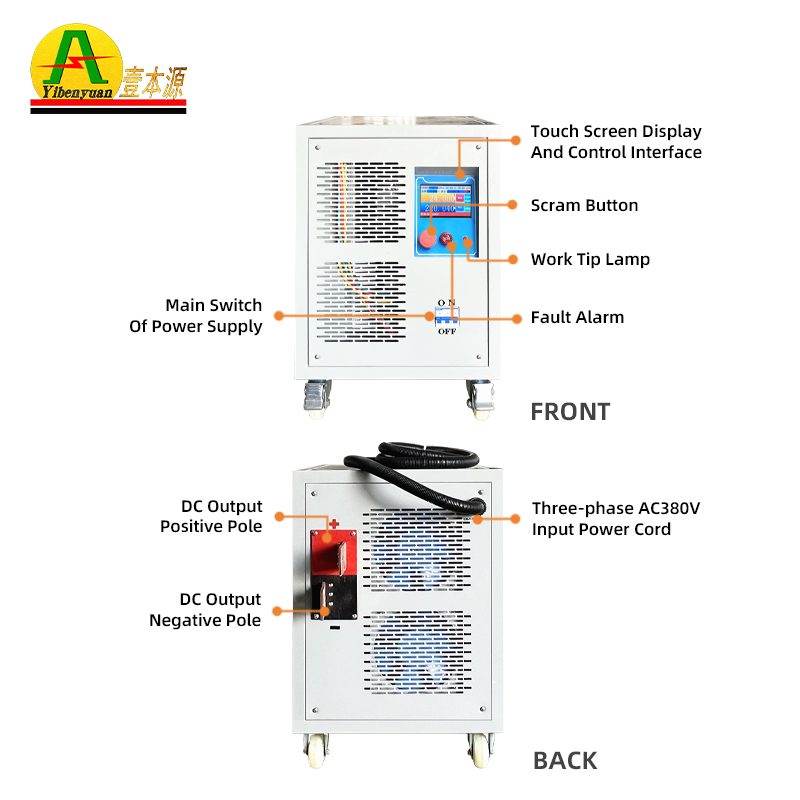 A
Yibenyuan
壹本源
Touch Screen Display
And Control Interface
Scram Button
Work Tip Lamp
Main Switch
Of Power Supply
ON
OFF
Fault Alarm
FRONT
DC Output
Positive Pole
+
Three-phase AC380V
Input Power Cord
DC Output
Negative Pole
-
BACK